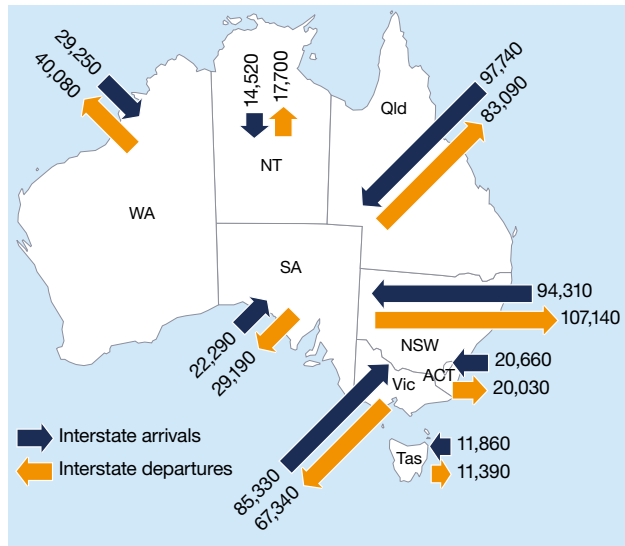 29,250
40,080
14,520
17,700
97,740
83,090
Qld
NT
WA
SA
94,310
107,140
NSW
22,290
29,190
ACT
20,660
20,030
Vic
Interstate arrivals
Interstate departures
85,330
67,340
Tas
11,860
11,390